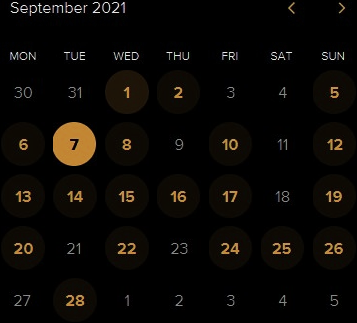 September 2021
MON TUE WED THU FRI SAT SUN
30 31 1 2 3 4 5
6 7 8 9 10 11 12
13 14 15 16 17 18 19
20 21 22 23 24 25 26
27 28 1 2 3 4 5